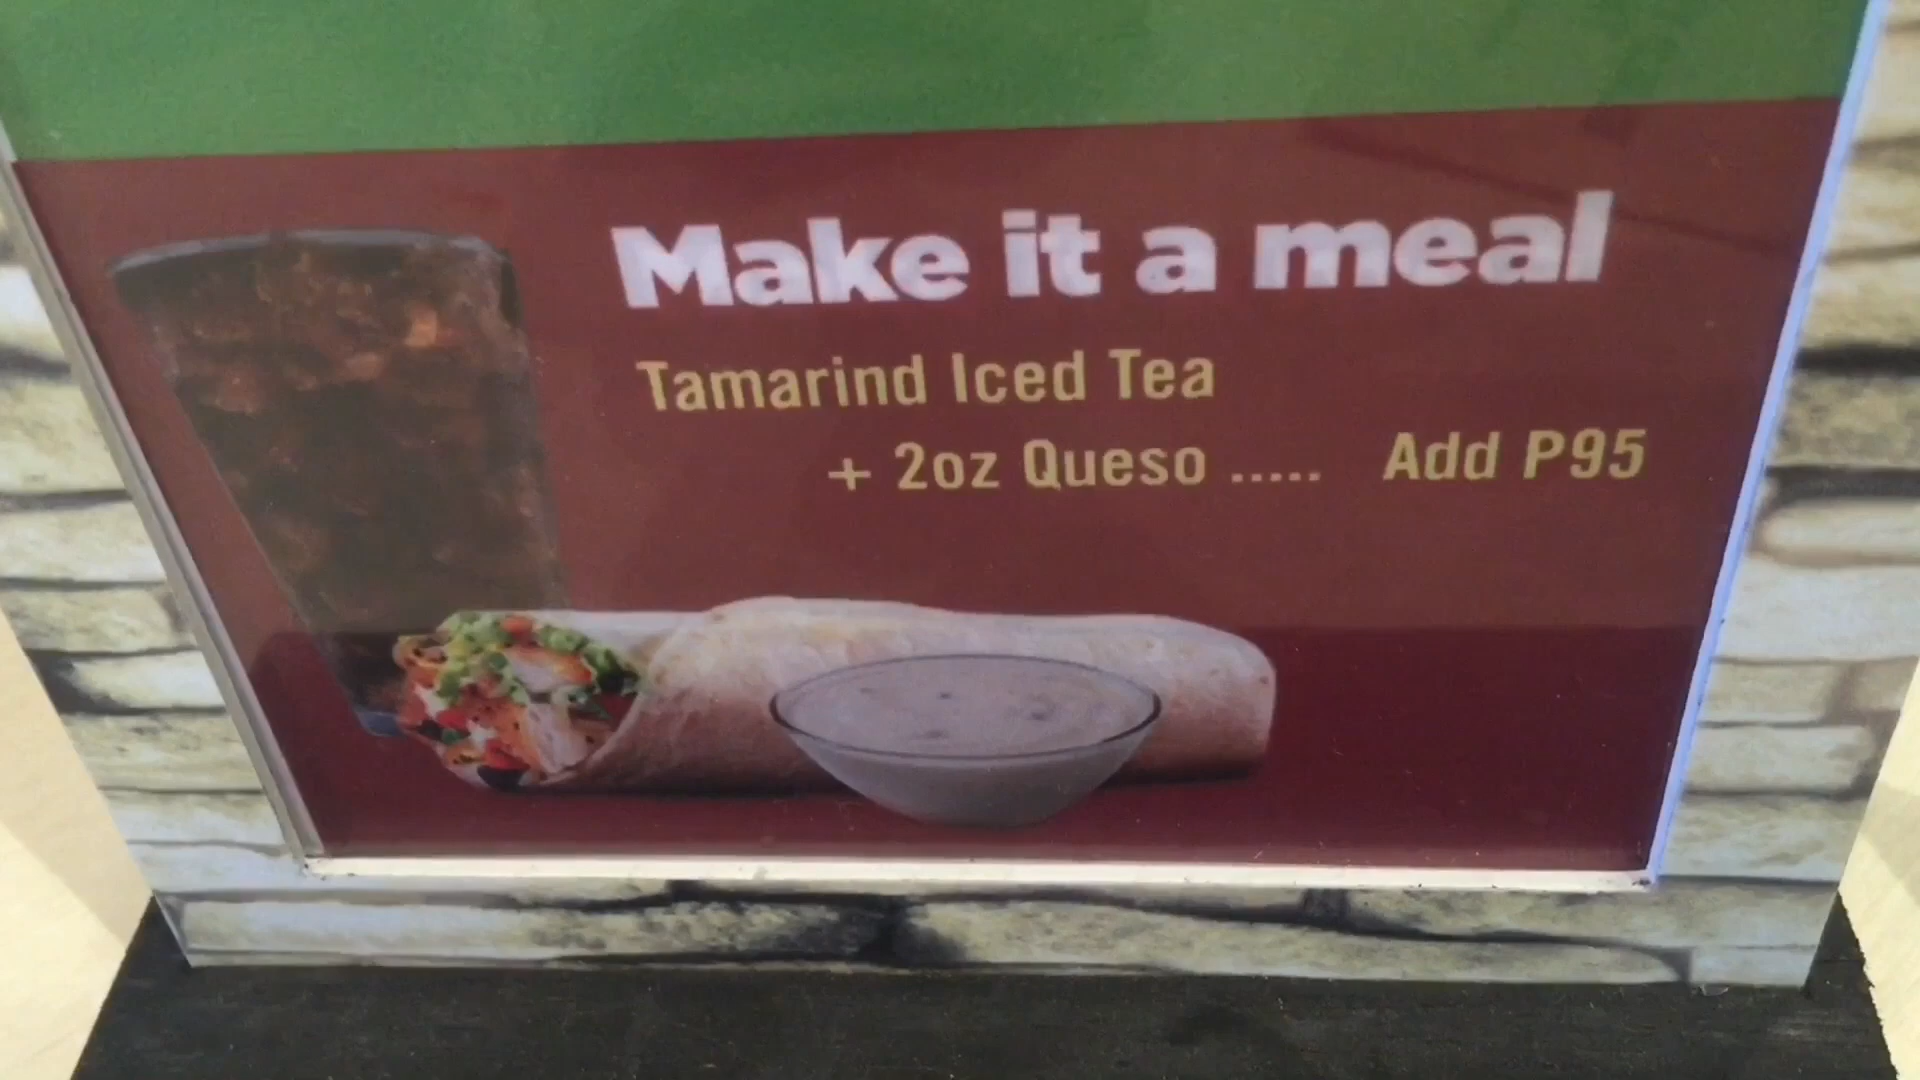 Make it a meal
Tamarind Iced Tea
+ 2oz Queso ..... Add P95